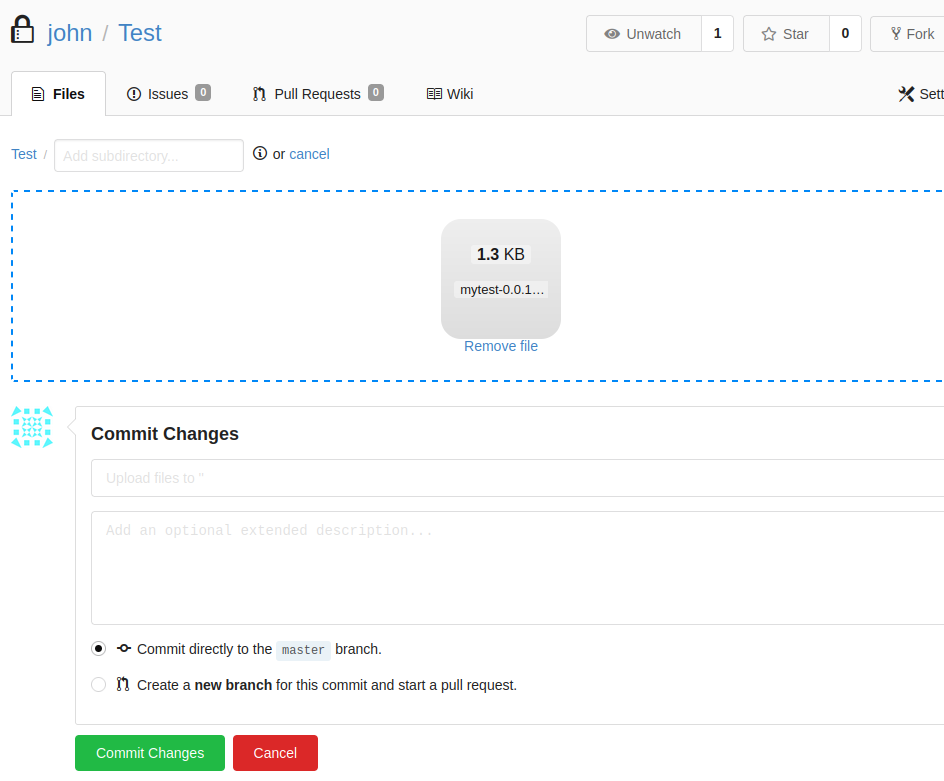 john / Test
Unwatch 1 Star 0 Fork
Files Issues 0 Pull Requests 0 Wiki Sett
Test / Add subdirectory... or cancel
1.3 KB
mytest-0.0.1...
Remove file
Commit Changes
Upload files to ''
Add an optional extended description...
Commit directly to the master branch.
Create a new branch for this commit and start a pull request.
Commit Changes Cancel